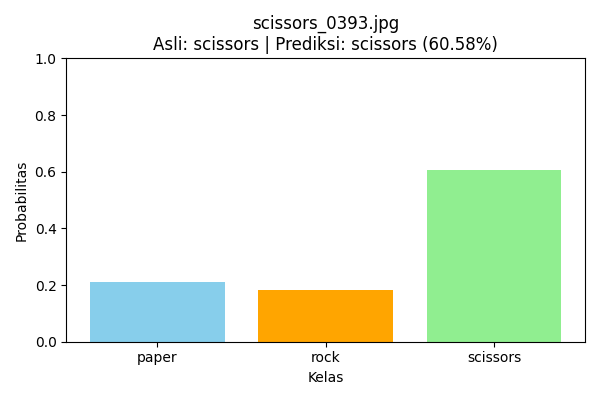 scissors_0393.jpg
Asli: scissors | Prediksi: scissors (60.58%)
Probabilitas
1.0
0.8
0.6
0.4
0.2
0.0
paper
rock
scissors
Kelas